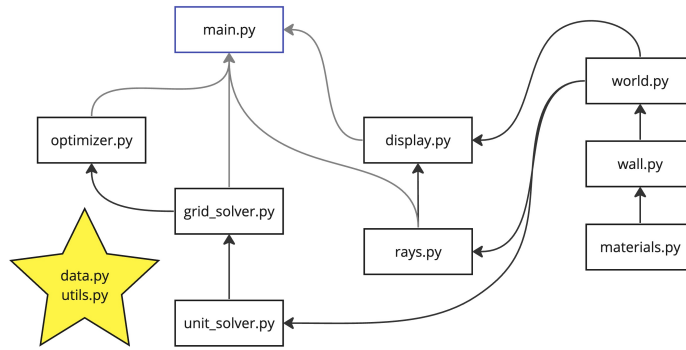 main.py
world.py
optimizer.py
display.py
wall.py
grid_solver.py
rays.py
materials.py
data.py
utils.py
unit_solver.py